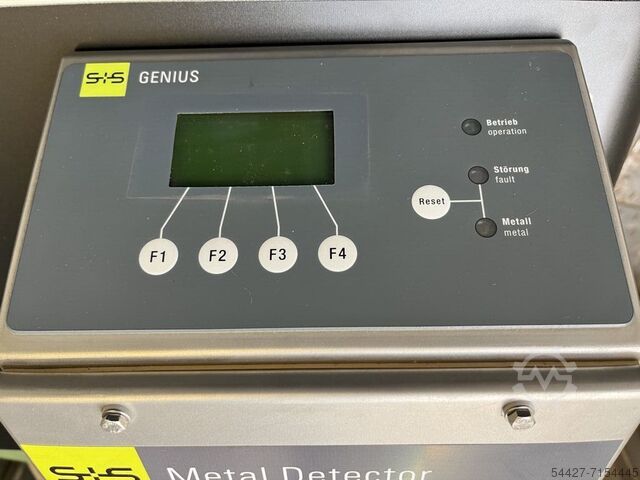 S+S GENIUS
Betrieb
operation
Störung
fault
Reset
Metall
metal
F1 F2 F3 F4
S+S Metal Detector
54427-7154445